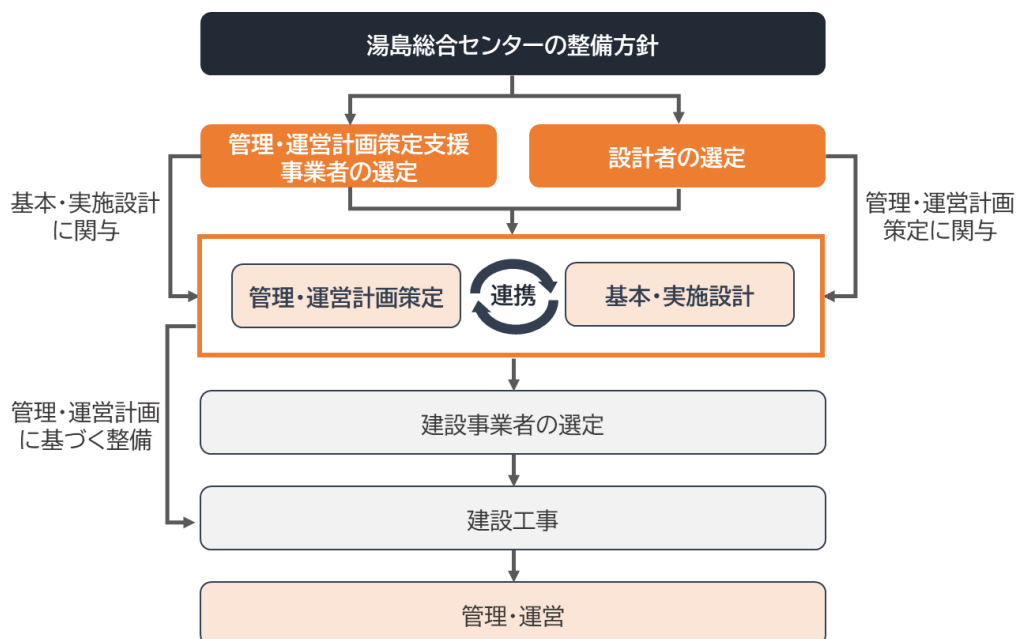 湯島総合センターの整備方針
管理・運営計画策定支援
事業者の選定
設計者の選定
基本・実施設計
に関与
管理・運営計画
策定に関与
管理・運営計画策定
連携
基本・実施設計
建設事業者の選定
管理・運営計画
に基づく整備
建設工事
管理・運営